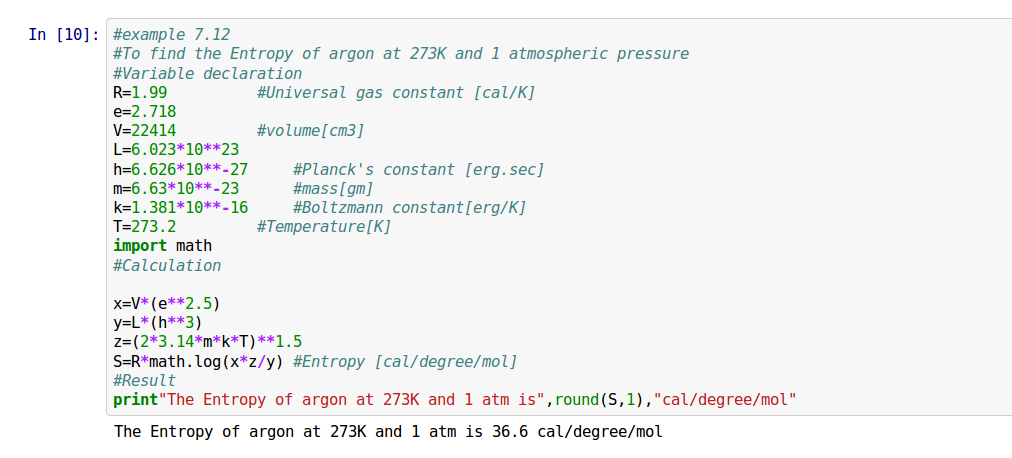 In [10]: #example 7.12
#To find the Entropy of argon at 273K and 1 atmospheric pressure
#Variable declaration
R=1.99          #Universal gas constant [cal/K]
e=2.718
V=22414         #volume[cm3]
L=6.023*10**23
h=6.626*10**-27     #Planck's constant [erg.sec]
m=6.63*10**-23      #mass[gm]
k=1.381*10**-16     #Boltzmann constant[erg/K]
T=273.2         #Temperature[K]
import math
#Calculation

x=V*(e**2.5)
y=L*(h**3)
z=(2*3.14*m*k*T)**1.5
S=R*math.log(x*z/y) #Entropy [cal/degree/mol]
#Result
print"The Entropy of argon at 273K and 1 atm is",round(S,1),"cal/degree/mol"
The Entropy of argon at 273K and 1 atm is 36.6 cal/degree/mol